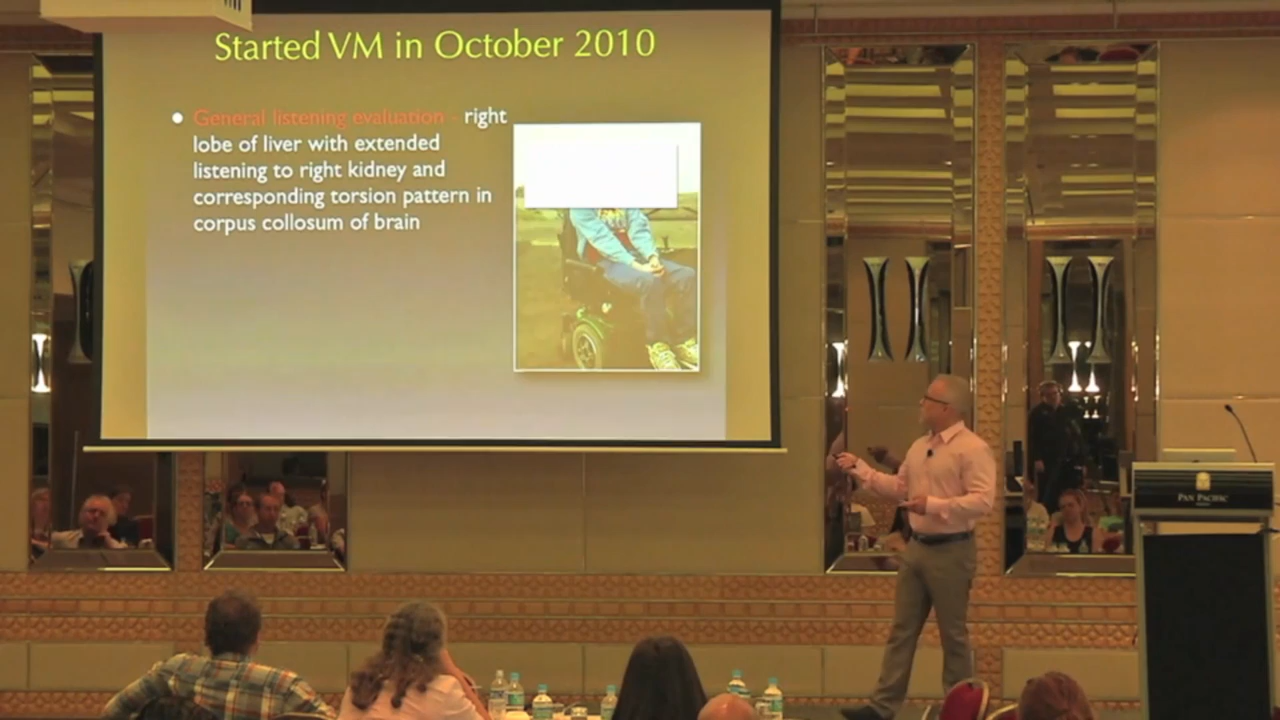 Started VM in October 2010
General listening evaluation - right
lobe of liver with extended
listening to right kidney and
corresponding torsion pattern in
corpus collosum of brain
PAN PACIFIC